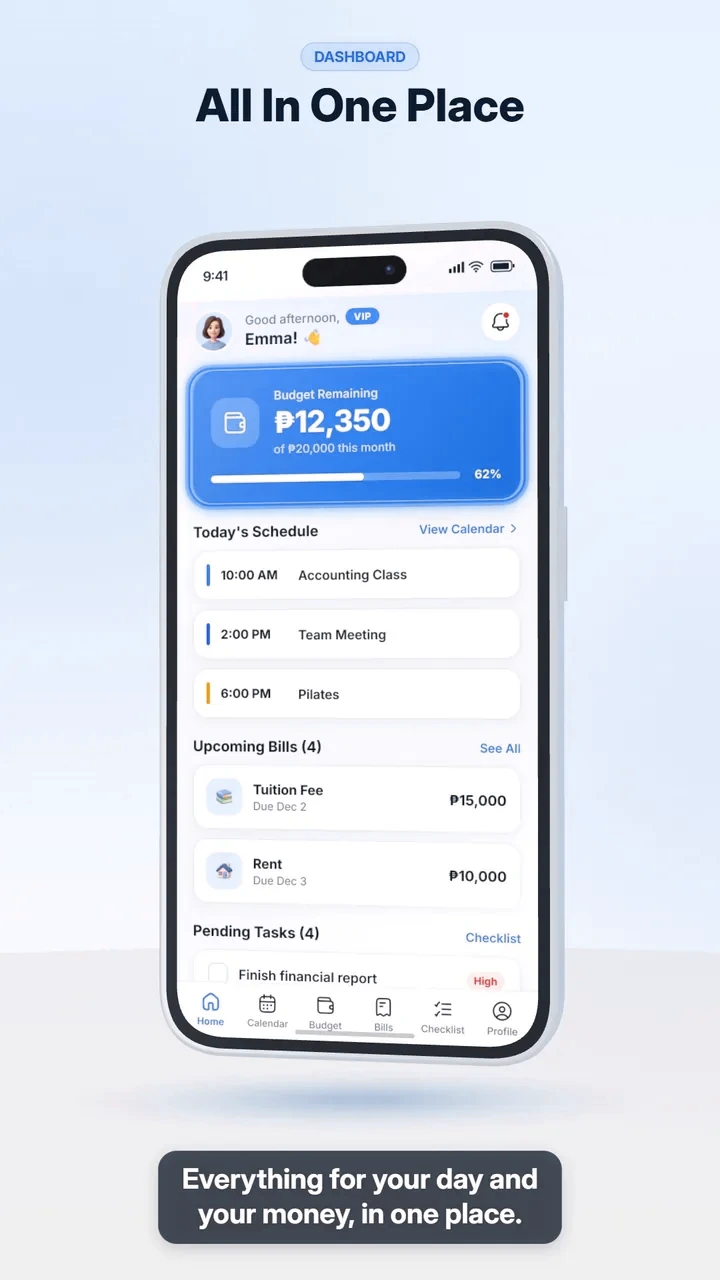 DASHBOARD
All In One Place
9:41
Good afternoon, VIP
Emma! 👋
Budget Remaining
₱12,350
of ₱20,000 this month
62%
Today's Schedule View Calendar >
10:00 AM Accounting Class
2:00 PM Team Meeting
6:00 PM Pilates
Upcoming Bills (4) See All
Tuition Fee
Due Dec 2
₱15,000
Rent
Due Dec 3
₱10,000
Pending Tasks (4) Checklist
Finish financial report High
Home Calendar Budget Bills Checklist Profile
Everything for your day and
your money, in one place.